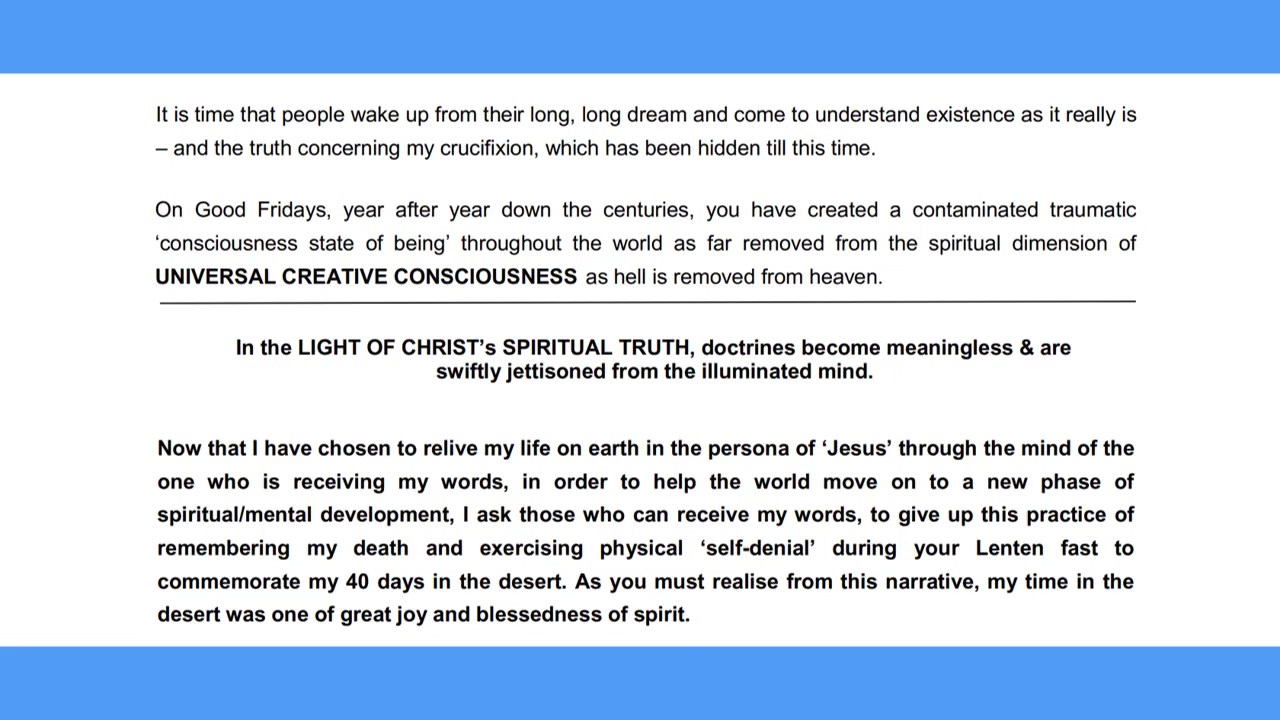 It is time that people wake up from their long, long dream and come to understand existence as it really is
– and the truth concerning my crucifixion, which has been hidden till this time.
On Good Fridays, year after year down the centuries, you have created a contaminated traumatic
‘consciousness state of being’ throughout the world as far removed from the spiritual dimension of
UNIVERSAL CREATIVE CONSCIOUSNESS as hell is removed from heaven.
In the LIGHT OF CHRIST’s SPIRITUAL TRUTH, doctrines become meaningless & are
swiftly jettisoned from the illuminated mind.
Now that I have chosen to relive my life on earth in the persona of ‘Jesus’ through the mind of the
one who is receiving my words, in order to help the world move on to a new phase of
spiritual/mental development, I ask those who can receive my words, to give up this practice of
remembering my death and exercising physical ‘self-denial’ during your Lenten fast to
commemorate my 40 days in the desert. As you must realise from this narrative, my time in the
desert was one of great joy and blessedness of spirit.